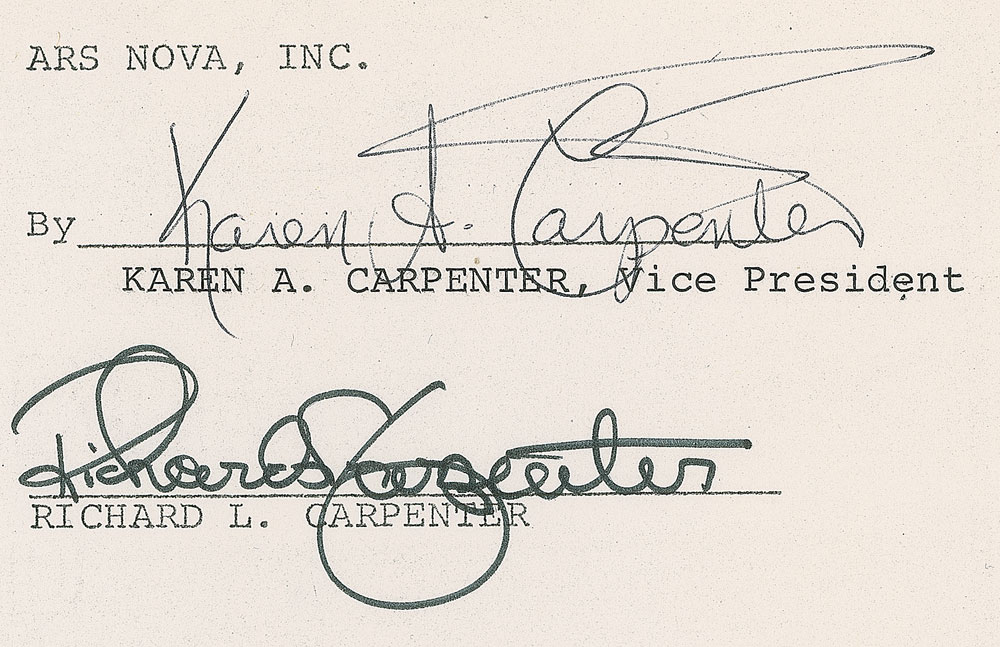 ARS NOVA, INC.
By Karen A. Carpenter
KAREN A. CARPENTER, Vice President
Richard Carpenter
RICHARD L. CARPENTER